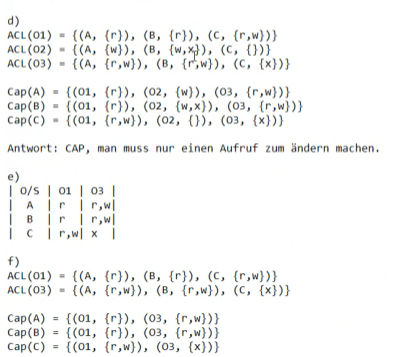 d)
ACL(O1) = {(A, {r}), (B, {r}), (C, {r,w})}
ACL(O2) = {(A, {w}), (B, {w,x}), (C, {})}
ACL(O3) = {(A, {r,w}), (B, {r,w}), (C, {x})}
Cap(A) = {(O1, {r}), (O2, {w}), (O3, {r,w})}
Cap(B) = {(O1, {r}), (O2, {w,x}), (O3, {r,w})}
Cap(C) = {(O1, {r,w}), (O2, {}), (O3, {x})}
Antwort: CAP, man muss nur einen Aufruf zum ändern machen.
e)
| O/S | O1 | O3 |
| A | r | r,w|
| B | r | r,w|
| C | r,w| x |
f)
ACL(O1) = {(A, {r}), (B, {r}), (C, {r,w})}
ACL(O3) = {(A, {r,w}), (B, {r,w}), (C, {x})}
Cap(A) = {(O1, {r}), (O3, {r,w})}
Cap(B) = {(O1, {r}), (O3, {r,w})}
Cap(C) = {(O1, {r,w}), (O3, {x})}